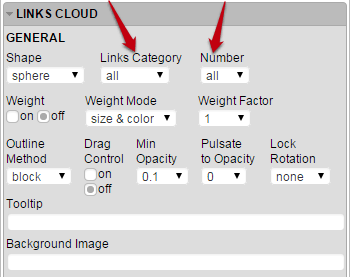 LINKS CLOUD
GENERAL
Shape Links Category Number
sphere all all
Weight Weight Mode Weight Factor
on off size & color 1
Outline Method Drag Control Min Opacity Pulsate to Opacity Lock Rotation
block on off 0.1 0 none
Tooltip
Background Image